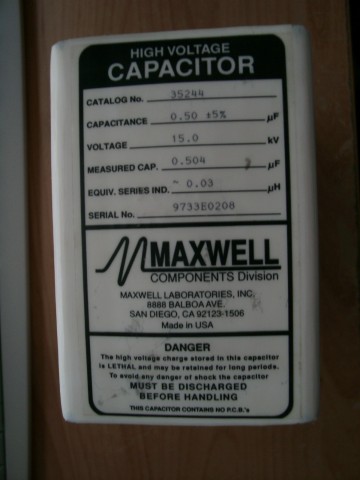 HIGH VOLTAGE
CAPACITOR
CATALOG No. 35244
CAPACITANCE 0.50 ±5% µF
VOLTAGE 15.0 kV
MEASURED CAP. 0.504 µF
EQUIV. SERIES IND. ~ 0.03 µH
SERIAL No. 9733E0208
MAXWELL
COMPONENTS Division
MAXWELL LABORATORIES, INC.
8888 BALBOA AVE.
SAN DIEGO, CA 92123-1506
Made in USA
DANGER
The high voltage charge stored in this capacitor
is LETHAL and may be retained for long periods.
To avoid any danger of shock the capacitor
MUST BE DISCHARGED
BEFORE HANDLING
THIS CAPACITOR CONTAINS NO P.C.B.'s